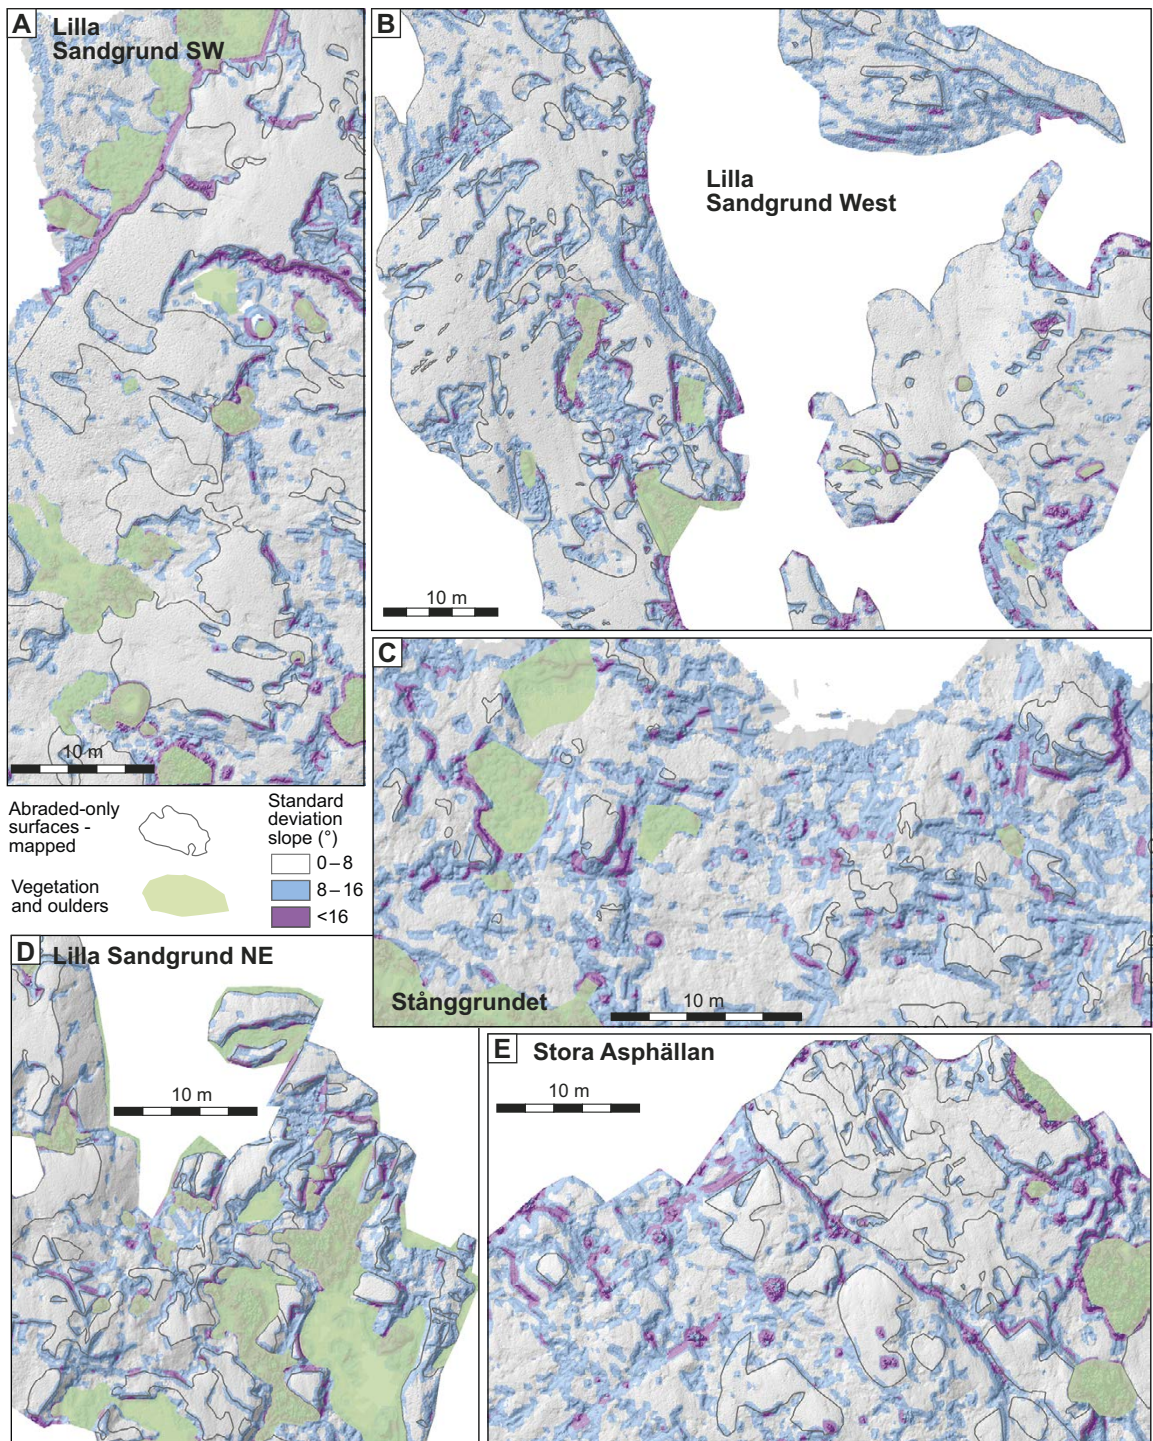 A
Lilla
Sandgrund SW
10 m
B
Lilla
Sandgrund West
10 m
C
Stånggrundet
10 m
Abraded-only
surfaces -
mapped
Vegetation
and oulders
Standard
deviation
slope (°)
0–8
8–16
<16
D
Lilla Sandgrund NE
10 m
E
Stora Asphällan
10 m